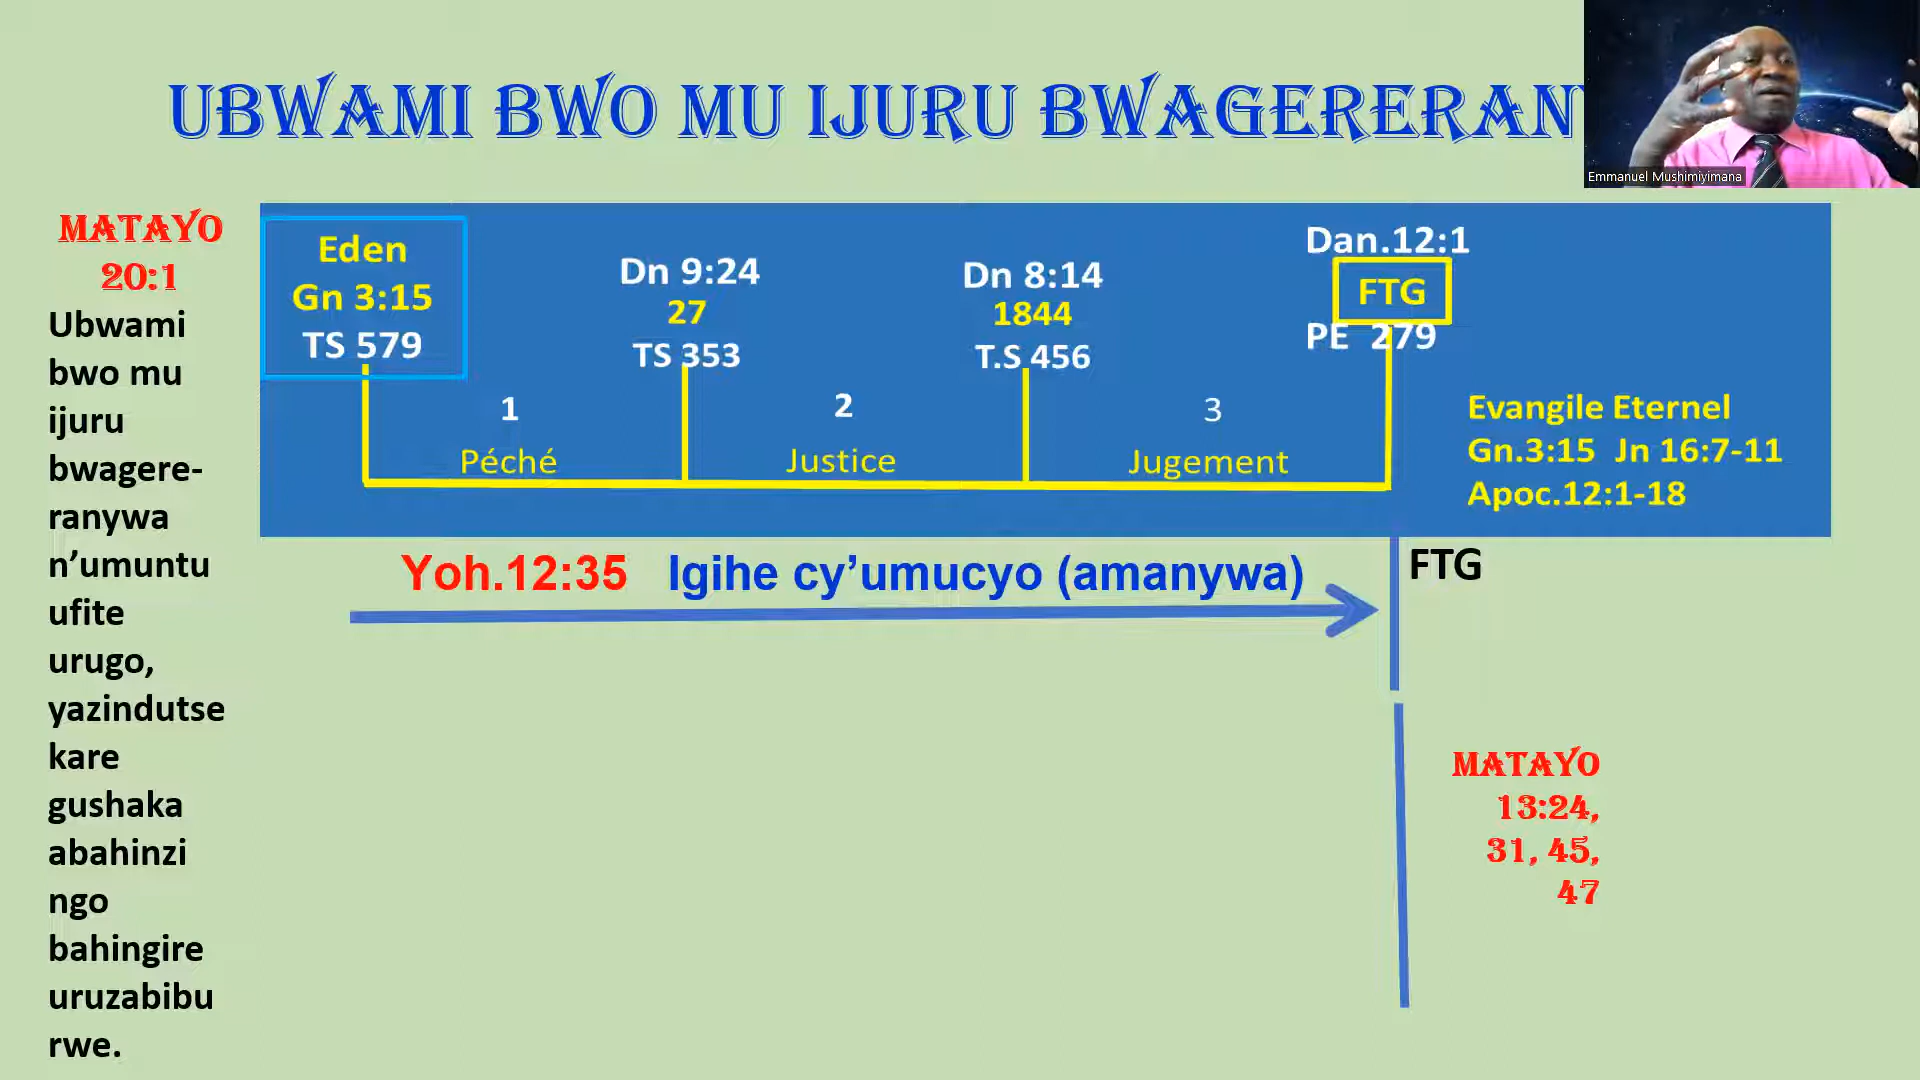 UBWAMI BWO MU IJURU BWAGERERAN
Emmanuel Mushimiyimana
MATAYO
20:1
Ubwami
bwo mu
ijuru
bwagere-
ranywa
n’umuntu
ufite
urugo,
yazindutse
kare
gushaka
abahinzi
ngo
bahingire
uruzabibu
rwe.
Eden
Gn 3:15
TS 579
Dn 9:24
27
TS 353
Dn 8:14
1844
T.S 456
Dan.12:1
FTG
PE 279
1
Péché
2
Justice
3
Jugement
Evangile Eternel
Gn.3:15 Jn 16:7-11
Apoc.12:1-18
Yoh.12:35 Igihe cy’umucyo (amanywa)
FTG
MATAYO
13:24,
31, 45,
47